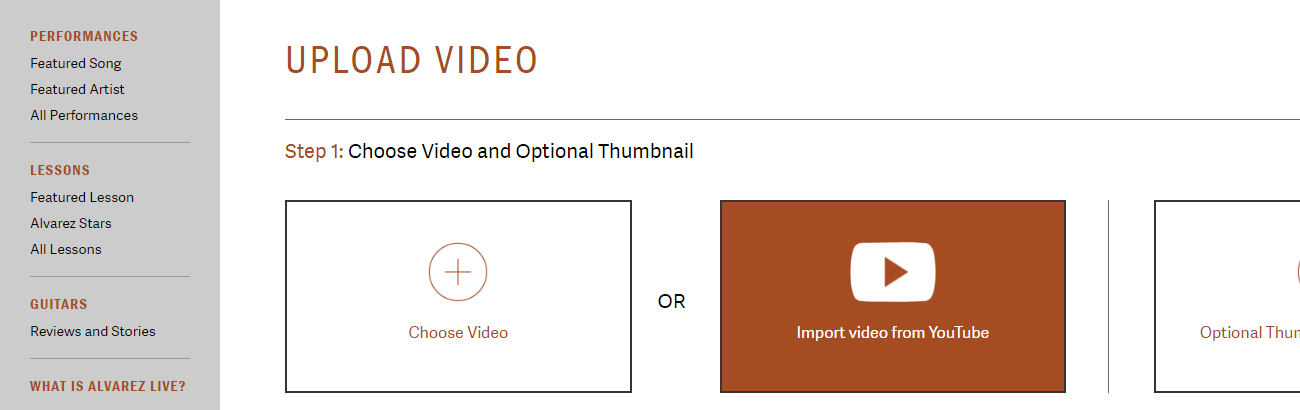 PERFORMANCES
Featured Song
Featured Artist
All Performances
LESSONS
Featured Lesson
Alvarez Stars
All Lessons
GUITARS
Reviews and Stories
WHAT IS ALVAREZ LIVE?
UPLOAD VIDEO
Step 1: Choose Video and Optional Thumbnail
Choose Video
OR
Import video from YouTube
Optional